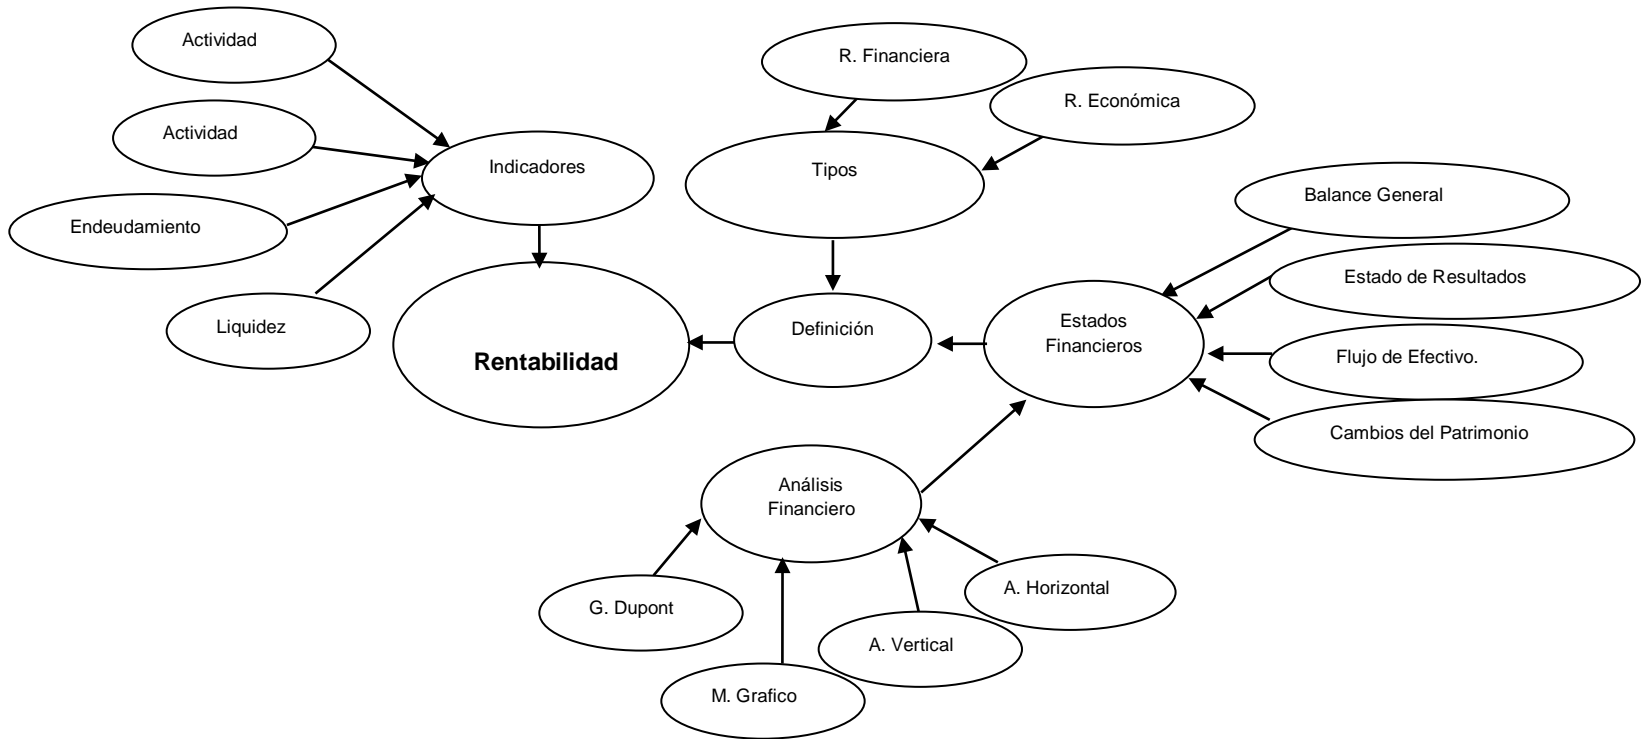 Actividad
Actividad
Endeudamiento
Liquidez
Indicadores
Rentabilidad
R. Financiera
R. Económica
Tipos
Definición
Estados
Financieros
Balance General
Estado de Resultados
Flujo de Efectivo.
Cambios del Patrimonio
Análisis
Financiero
G. Dupont
M. Grafico
A. Vertical
A. Horizontal